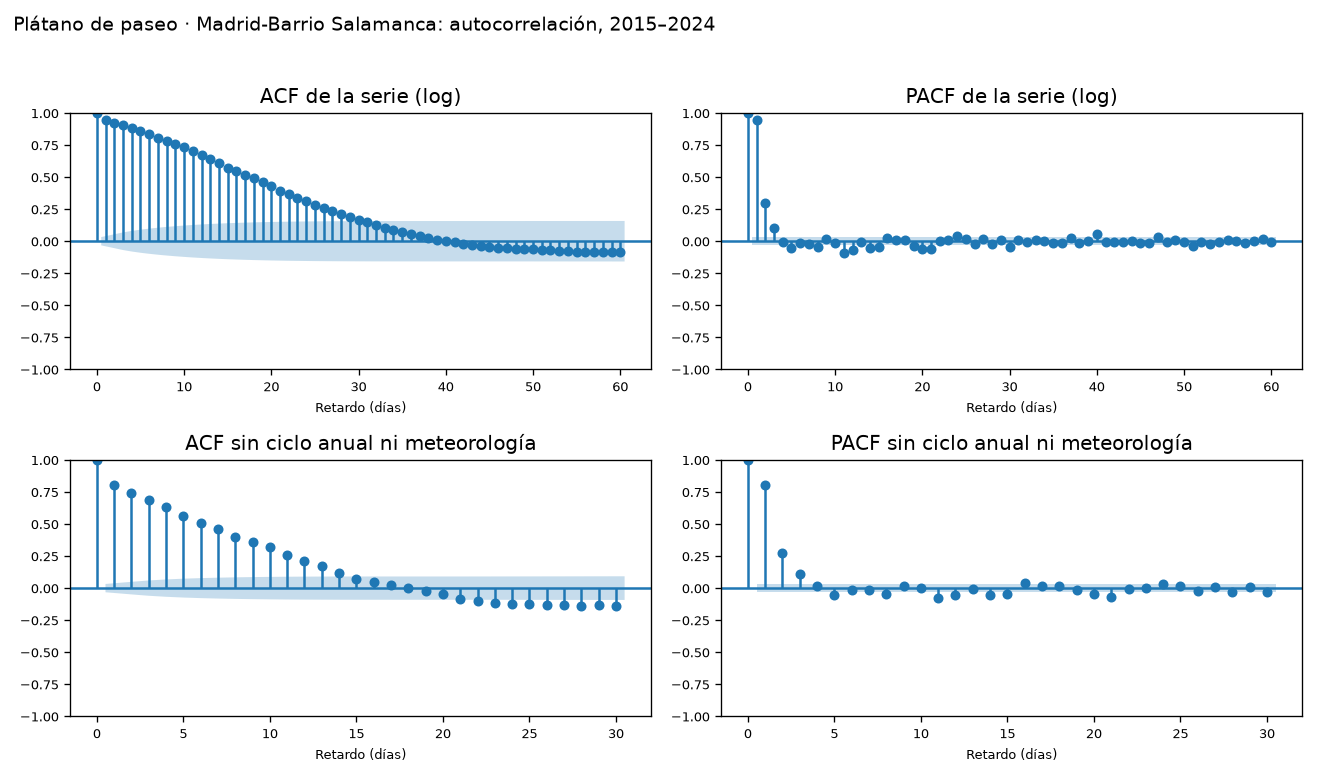 Plátano de paseo · Madrid-Barrio Salamanca: autocorrelación, 2015–2024
ACF de la serie (log)
1.00
0.75
0.50
0.25
0.00
−0.25
−0.50
−0.75
−1.00
0 10 20 30 40 50 60
Retardo (días)
PACF de la serie (log)
1.00
0.75
0.50
0.25
0.00
−0.25
−0.50
−0.75
−1.00
0 10 20 30 40 50 60
Retardo (días)
ACF sin ciclo anual ni meteorología
1.00
0.75
0.50
0.25
0.00
−0.25
−0.50
−0.75
−1.00
0 5 10 15 20 25 30
Retardo (días)
PACF sin ciclo anual ni meteorología
1.00
0.75
0.50
0.25
0.00
−0.25
−0.50
−0.75
−1.00
0 5 10 15 20 25 30
Retardo (días)